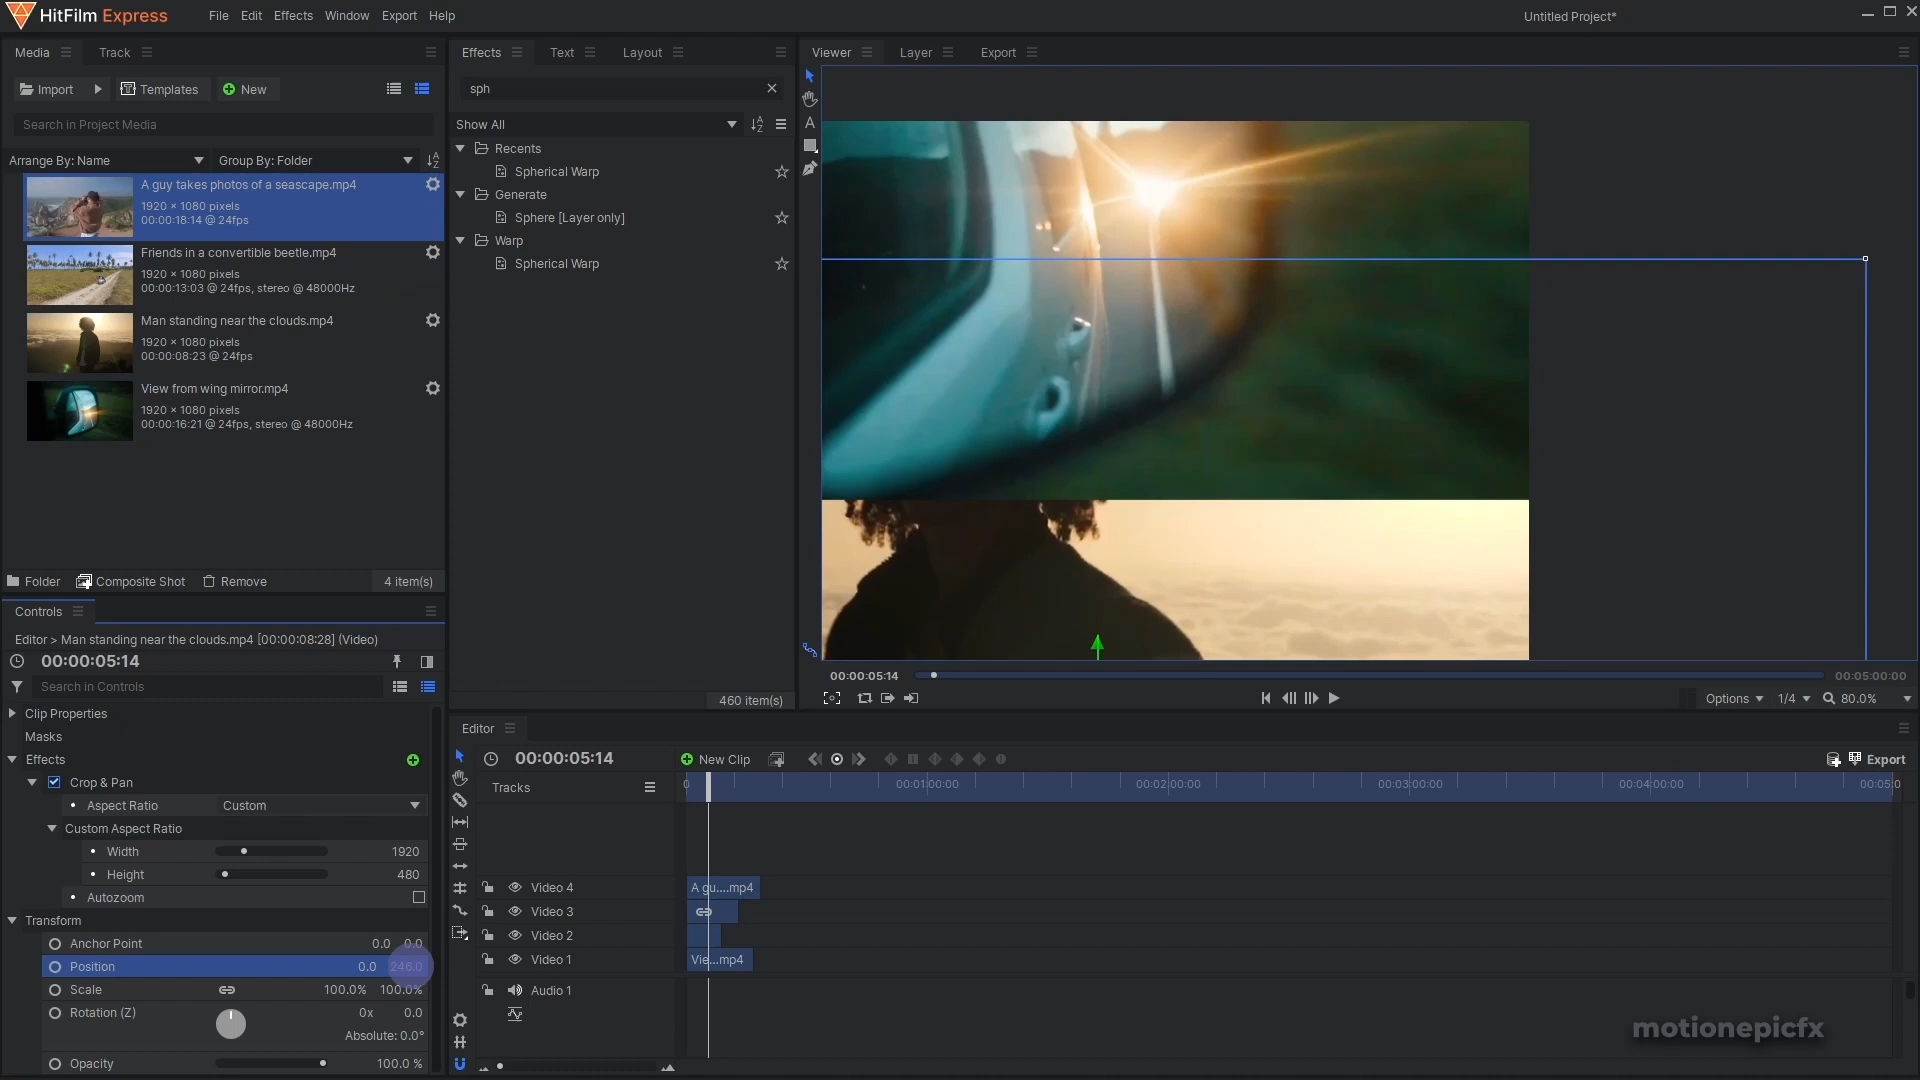 HitFilm Express
File Edit Effects Window Export Help
Untitled Project*
Media Track
Import Templates New
Search in Project Media
Arrange By: Name Group By: Folder
A guy takes photos of a seascape.mp4
1920 × 1080 pixels
00:00:18:14 @ 24fps
Friends in a convertible beetle.mp4
1920 × 1080 pixels
00:00:13:03 @ 24fps, stereo @ 48000Hz
Man standing near the clouds.mp4
1920 × 1080 pixels
00:00:08:23 @ 24fps
View from wing mirror.mp4
1920 × 1080 pixels
00:00:16:21 @ 24fps, stereo @ 48000Hz
Folder Composite Shot Remove 4 item(s)
Effects Text Layout
sph
Show All
Recents
Spherical Warp
Generate
Sphere [Layer only]
Warp
Spherical Warp
460 item(s)
Viewer Layer Export
A
00:00:05:14 00:05:00:00
Options 1/4 80.0%
Controls
Editor > Man standing near the clouds.mp4 [00:00:08:28] (Video)
00:00:05:14
Search in Controls
Clip Properties
Masks
Effects
Crop & Pan
Aspect Ratio Custom
Custom Aspect Ratio
Width 1920
Height 480
Autozoom
Transform
Anchor Point 0.0 0.0
Position 0.0 246.0
Scale 100.0% 100.0%
Rotation (Z) 0x 0.0
Absolute: 0.0°
Opacity 100.0 %
Editor
00:00:05:14 New Clip Export
Tracks 0 00:01:00:00 00:02:00:00 00:03:00:00 00:04:00:00 00:05:0
Video 4 A gu....mp4
Video 3
Video 2
Video 1 Vie...mp4
Audio 1
motionepicfx